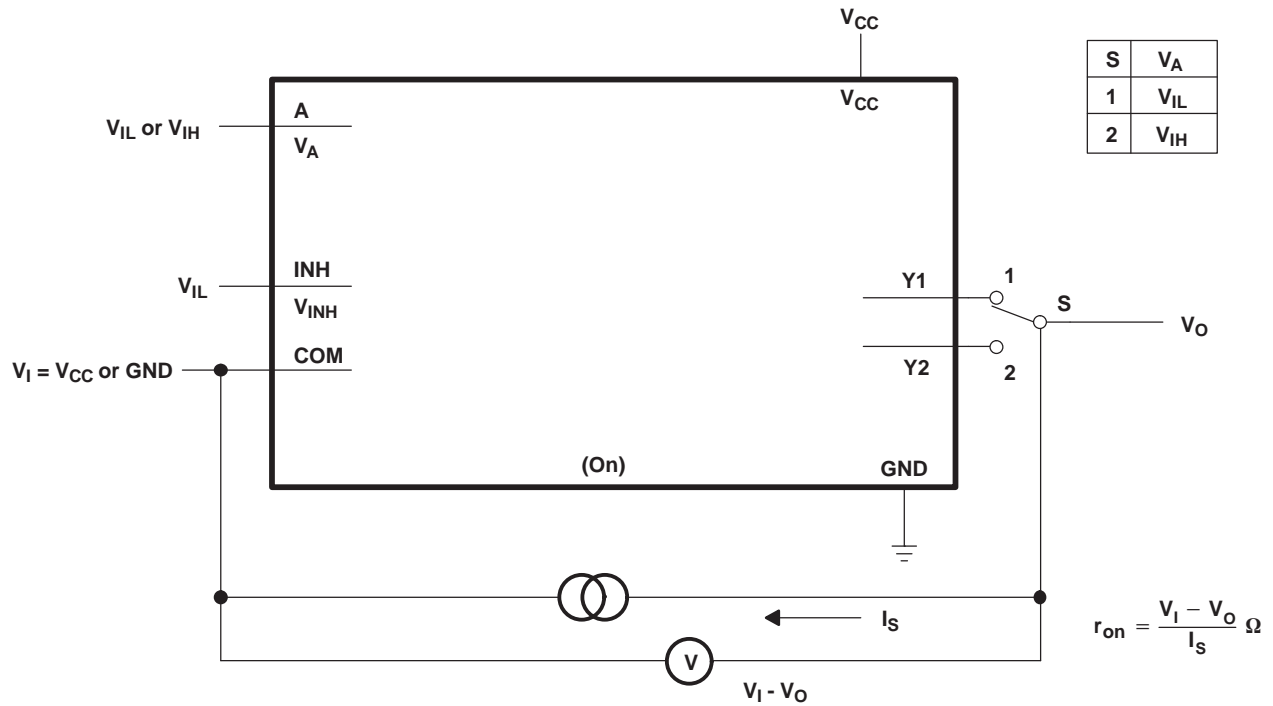 VCC
S VA
1 VIL
2 VIH
VCC
A
VIL or VIH
VA
INH
VIL
VINH
Y1
1
S
VO
COM
VI = VCC or GND
Y2
2
(On)
GND
IS
ron = VI – VO / IS Ω
V
VI - VO